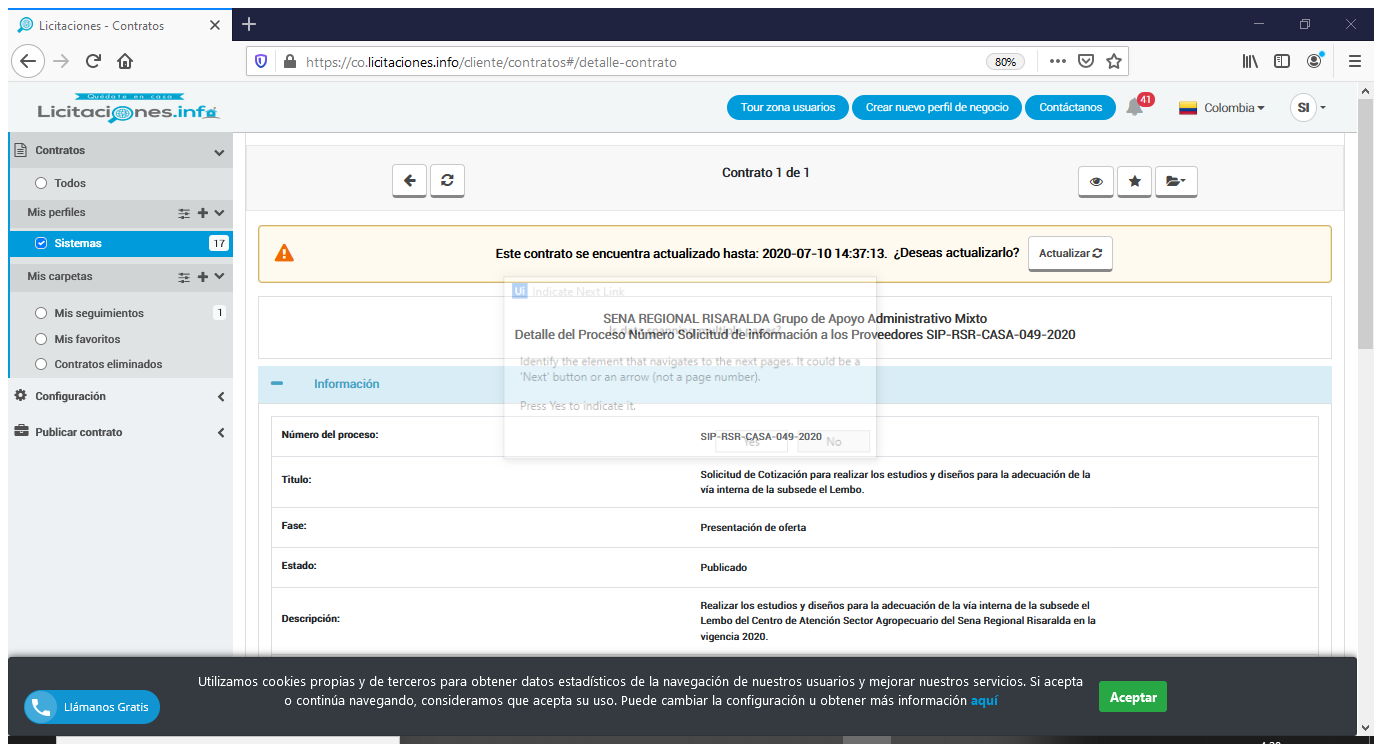 Licitaciones - Contratos
https://co.licitaciones.info/cliente/contratos#/detalle-contrato
80%
Quédate en casa
Licitaciones.info
Tour zona usuarios
Crear nuevo perfil de negocio
Contáctanos
41
Colombia
SI
Contratos
Todos
Mis perfiles
Sistemas 17
Mis carpetas
Mis seguimientos 1
Mis favoritos
Contratos eliminados
Configuración
Publicar contrato
Contrato 1 de 1
Este contrato se encuentra actualizado hasta: 2020-07-10 14:37:13. ¿Deseas actualizarlo?
Actualizar
Ui Indicate Next Link
SENA REGIONAL RISARALDA Grupo de Apoyo Administrativo Mixto
Is data spanning multiple pages?
Detalle del Proceso Número Solicitud de información a los Proveedores SIP-RSR-CASA-049-2020
Identify the element that navigates to the next pages. It could be a
'Next' button or an arrow (not a page number).
Press Yes to indicate it.
Yes
No
Información
Número del proceso:
SIP-RSR-CASA-049-2020
Titulo:
Solicitud de Cotización para realizar los estudios y diseños para la adecuación de la
vía interna de la subsede el Lembo.
Fase:
Presentación de oferta
Estado:
Publicado
Descripción:
Realizar los estudios y diseños para la adecuación de la vía interna de la subsede el
Lembo del Centro de Atención Sector Agropecuario del Sena Regional Risaralda en la
vigencia 2020.
Utilizamos cookies propias y de terceros para obtener datos estadísticos de la navegación de nuestros usuarios y mejorar nuestros servicios. Si acepta
o continúa navegando, consideramos que acepta su uso. Puede cambiar la configuración u obtener más información aquí
Aceptar
Llámanos Gratis